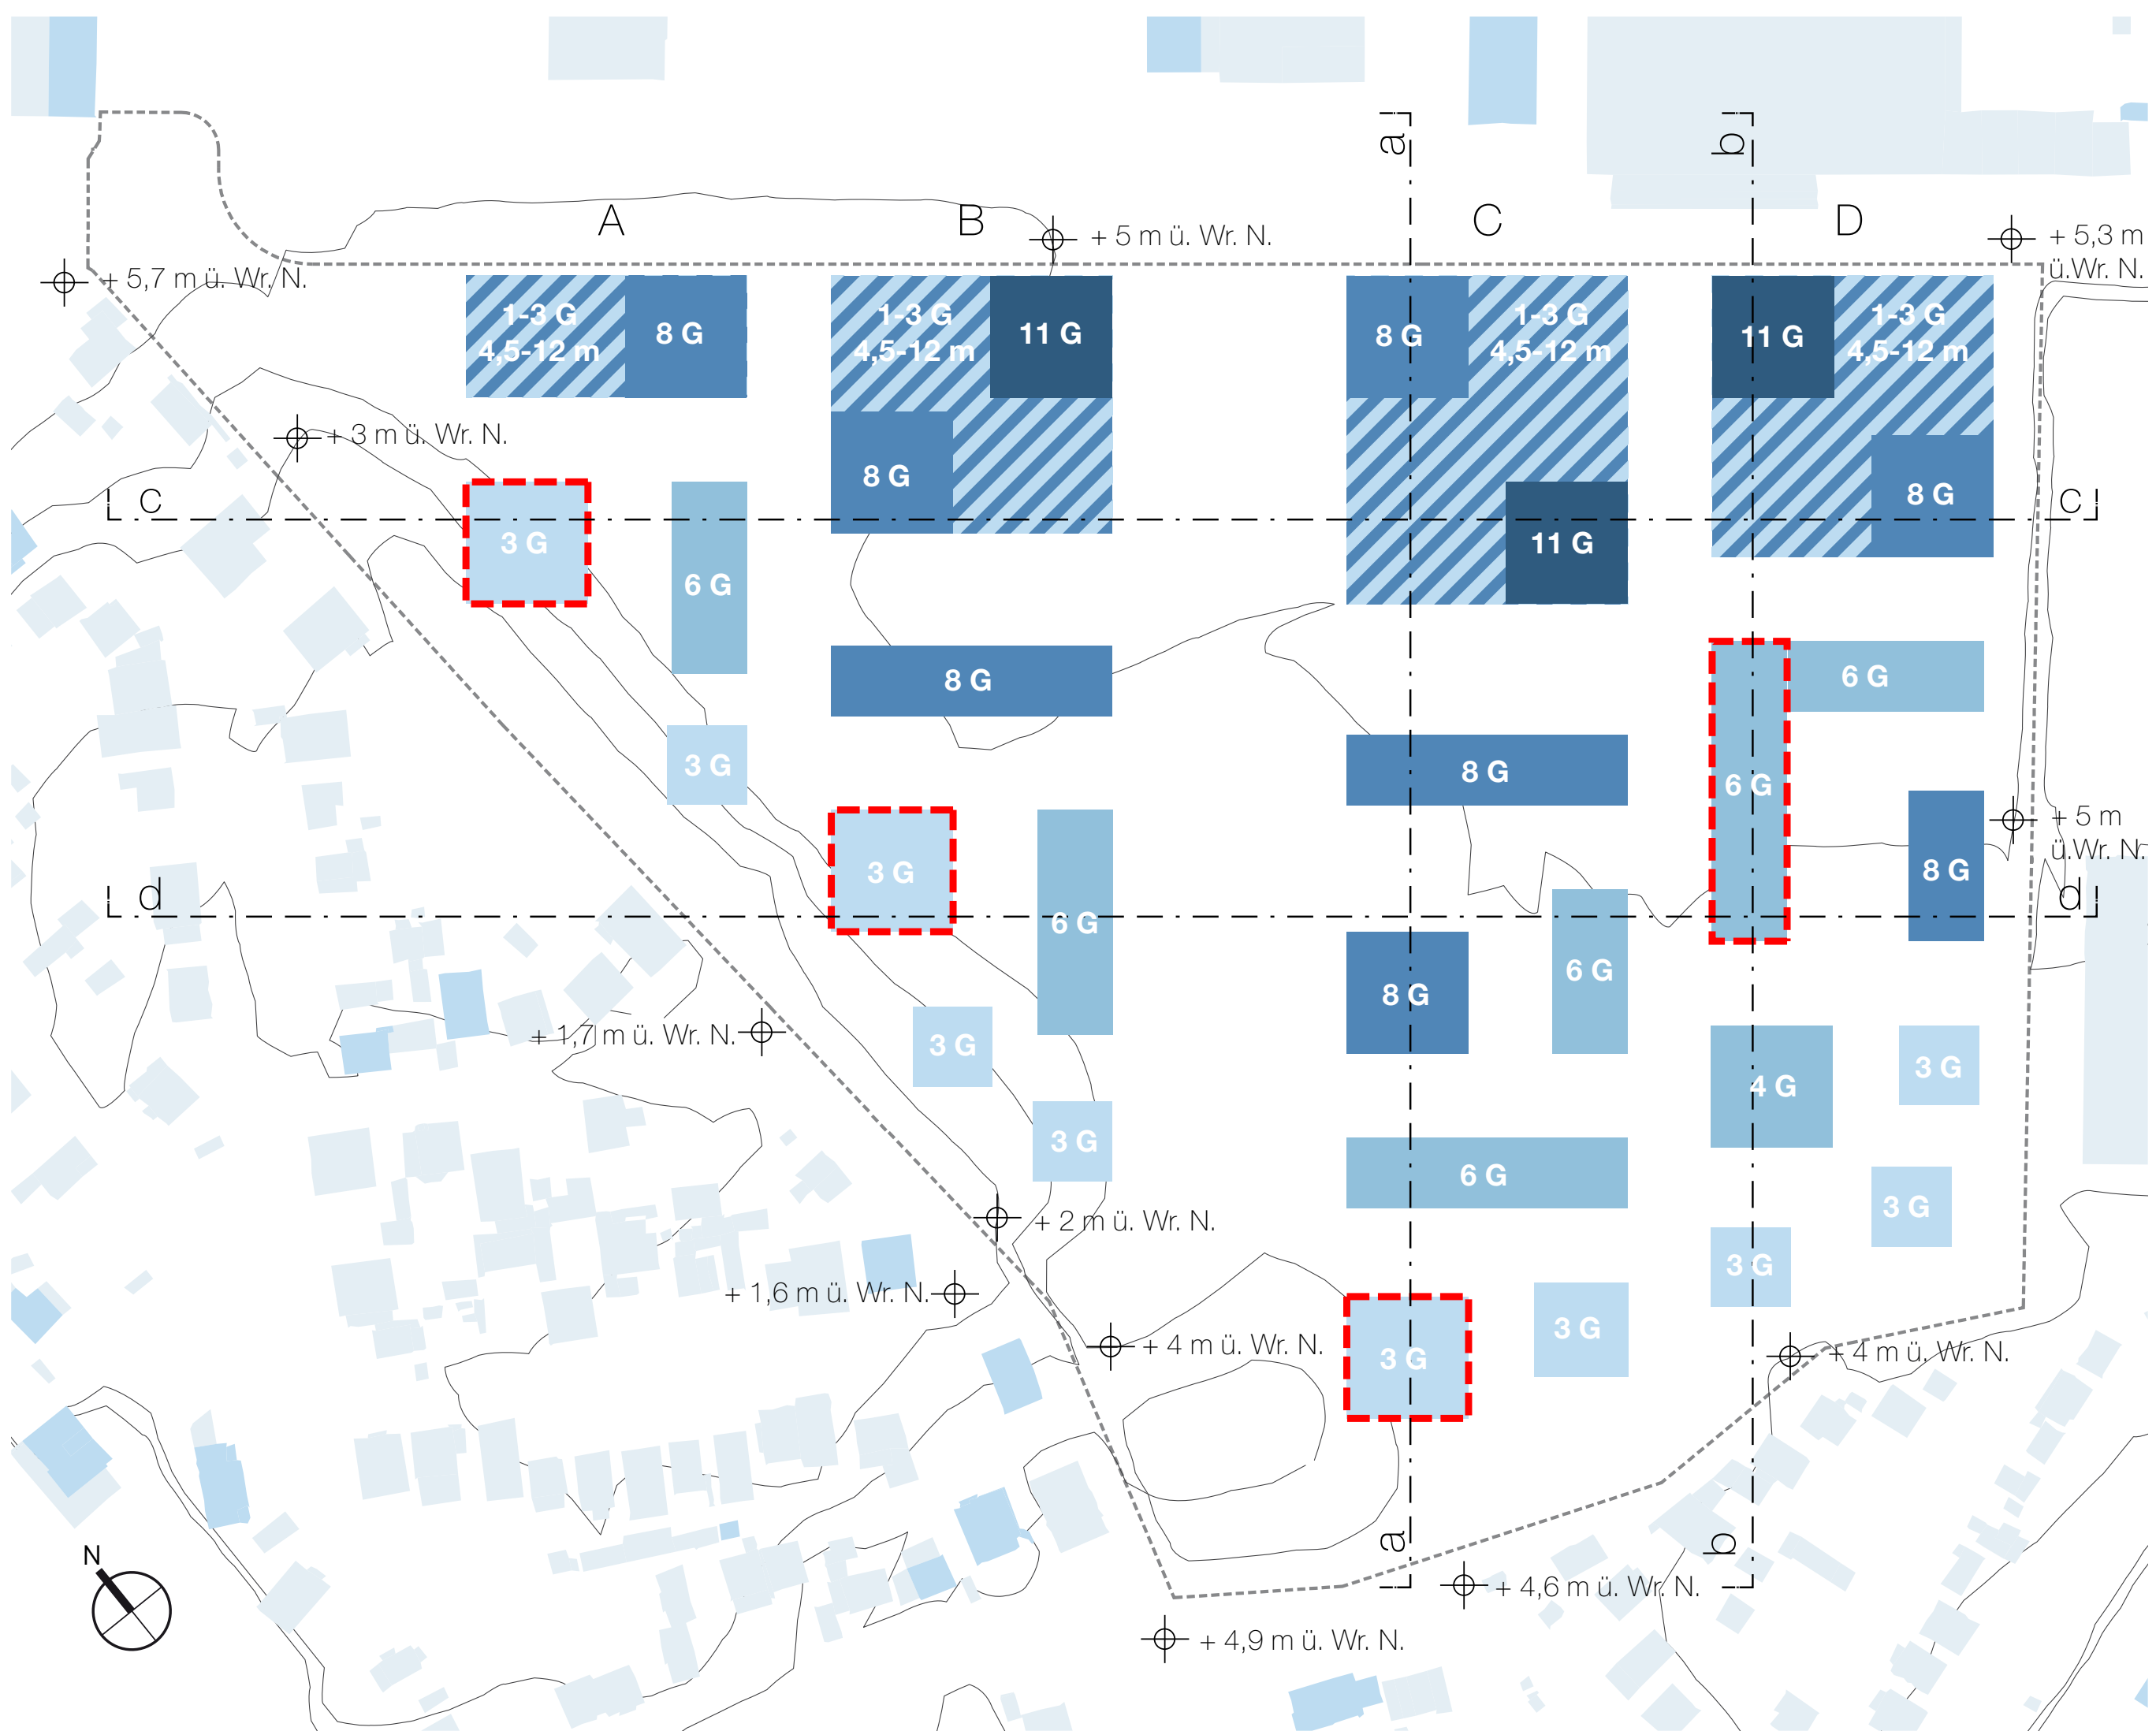 a
b
A
B
C
D
+ 5 m ü. Wr. N.
+ 5,3 m
ü.Wr. N.
+ 5,7 m ü. Wr. N.
1-3 G
4,5-12 m
8 G
1-3 G
4,5-12 m
11 G
8 G
1-3 G
4,5-12 m
11 G
1-3 G
4,5-12 m
+ 3 m ü. Wr. N.
8 G
8 G
C
C
3 G
11 G
6 G
8 G
6 G
3 G
8 G
6 G
+ 5 m
ü.Wr. N.
3 G
8 G
d
d
6 G
6 G
8 G
+ 1,7 m ü. Wr. N.
3 G
3 G
4 G
3 G
6 G
3 G
+ 2 m ü. Wr. N.
3 G
+ 1,6 m ü. Wr. N.
3 G
+ 4 m ü. Wr. N.
3 G
+ 4 m ü. Wr. N.
a
b
N
+ 4,6 m ü. Wr. N.
+ 4,9 m ü. Wr. N.